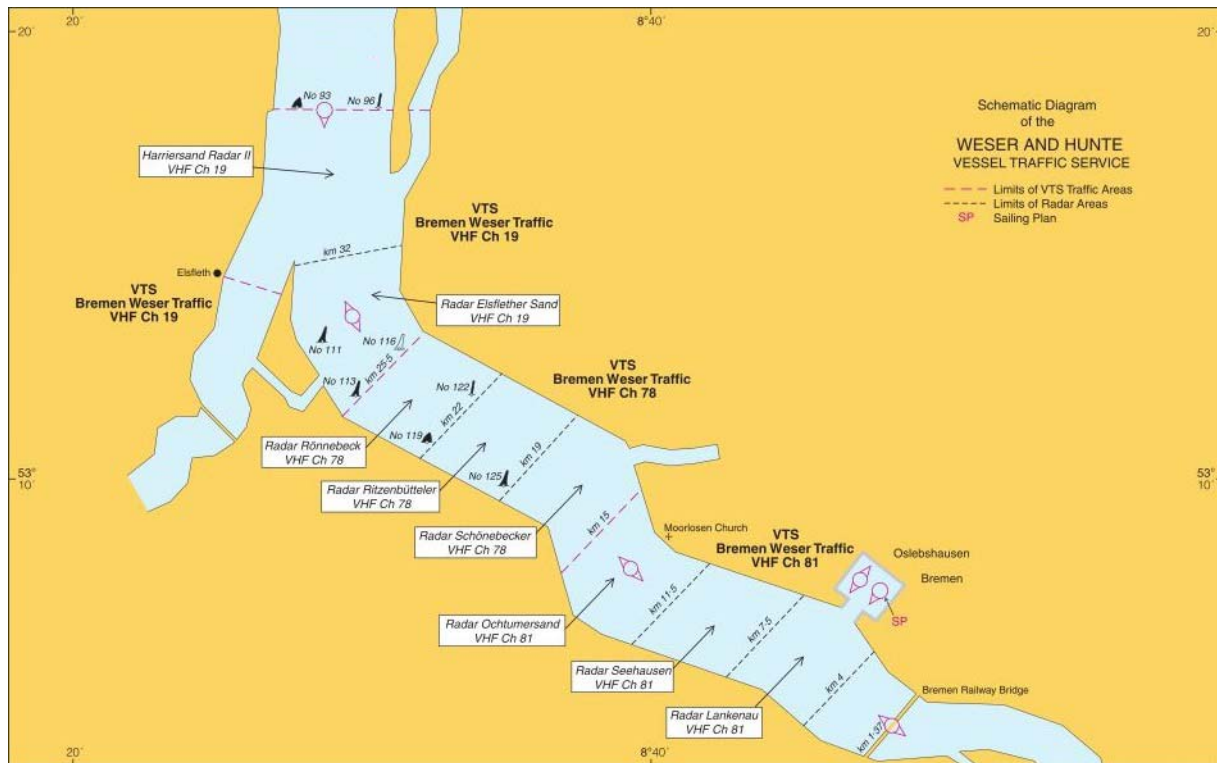 20´
8°40´
20´
20´
No 93
No 96
Schematic Diagram
of the
WESER AND HUNTE
VESSEL TRAFFIC SERVICE
Limits of VTS Traffic Areas
Limits of Radar Areas
SP Sailing Plan
Harriersand Radar II
VHF Ch 19
VTS
Bremen Weser Traffic
VHF Ch 19
km 32
Elsfleth
VTS
Bremen Weser Traffic
VHF Ch 19
Radar Elsflether Sand
VHF Ch 19
No 111
No 116
km 25·5
No 113
No 122
km 22
VTS
Bremen Weser Traffic
VHF Ch 78
Radar Rönnebeck
VHF Ch 78
No 119
km 19
Radar Ritzenbütteler
VHF Ch 78
No 125
53°
10´
53°
10´
Radar Schönebecker
VHF Ch 78
km 15
Moorlosen Church
VTS
Bremen Weser Traffic
VHF Ch 81
Oslebshausen
Bremen
SP
km 11·5
Radar Ochtumersand
VHF Ch 81
km 7·5
Radar Seehausen
VHF Ch 81
km 4
Bremen Railway Bridge
Radar Lankenau
VHF Ch 81
km 1·37
20´
8°40´